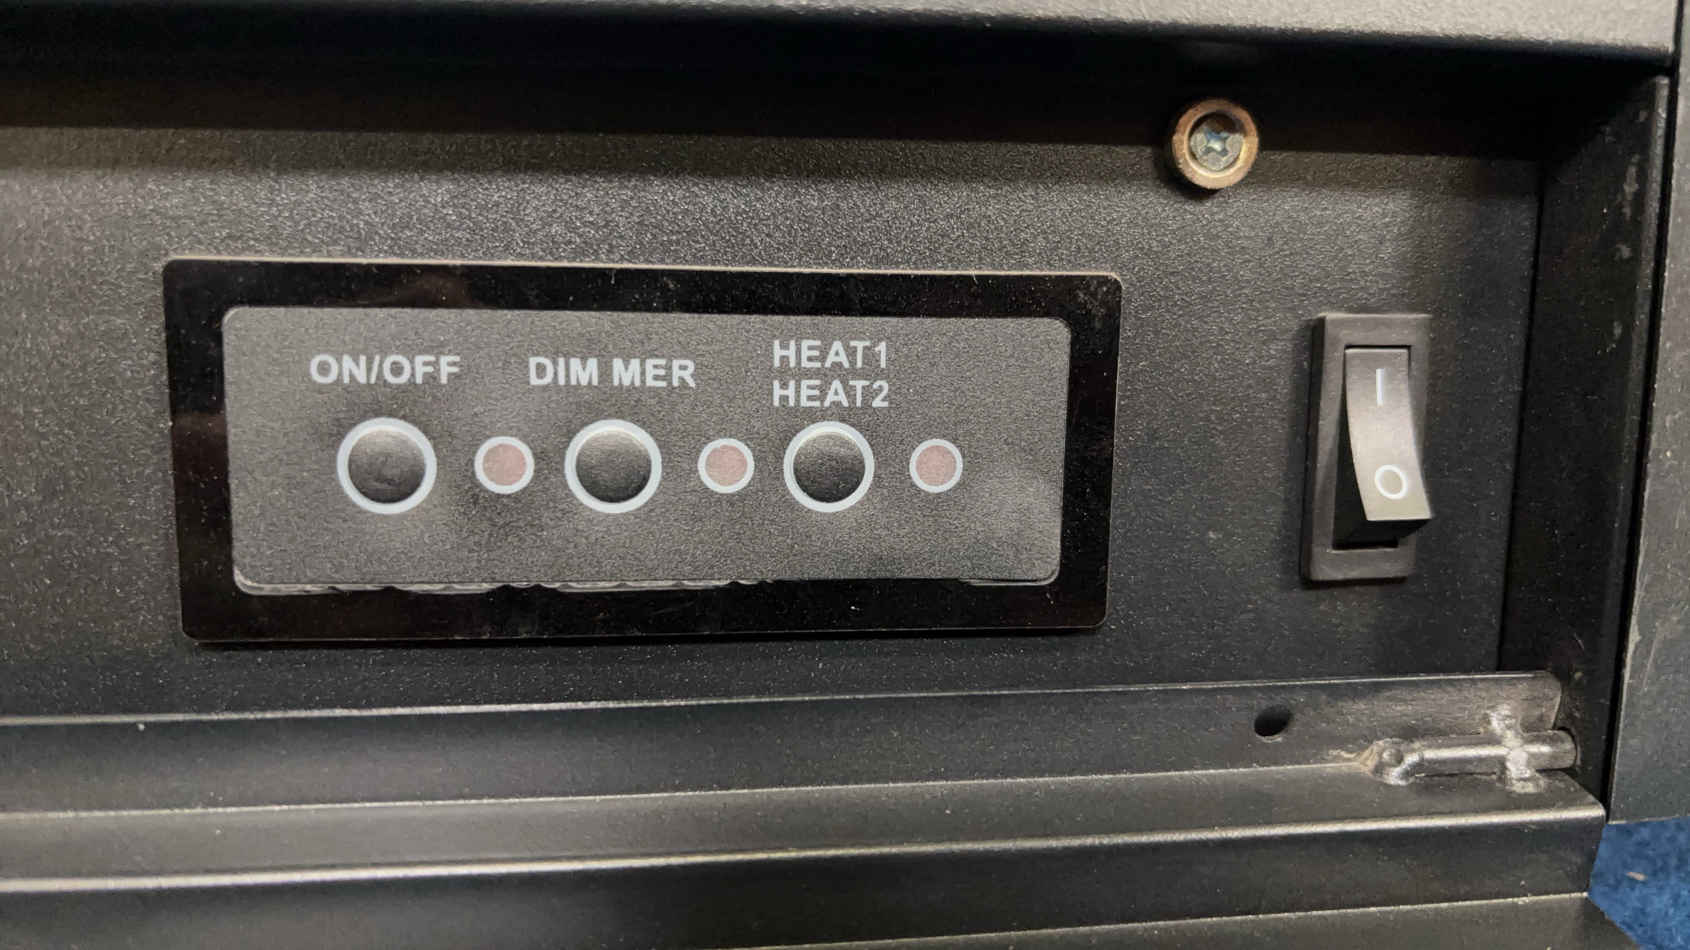 ON/OFF
DIM MER
HEAT1
HEAT2
I
O